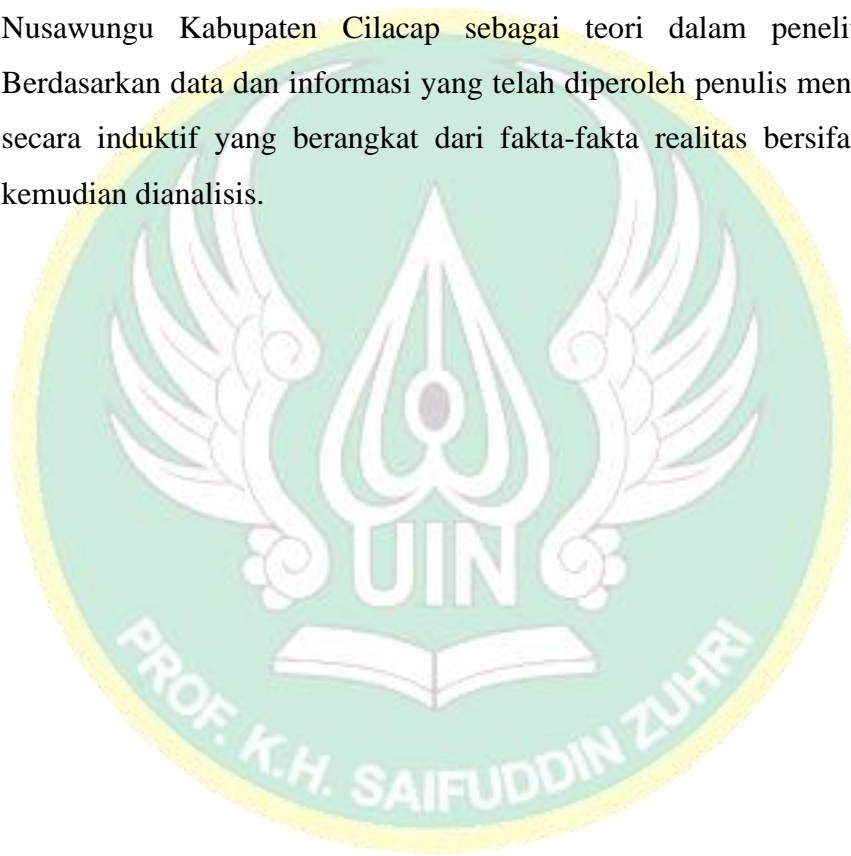 Nusawungu Kabupaten Cilacap sebagai teori dalam penelit
Berdasarkan data dan informasi yang telah diperoleh penulis men
secara induktif yang berangkat dari fakta-fakta realitas bersifa
kemudian dianalisis.
UIN
PROF. K.H. SAIFUDDIN ZUHRI